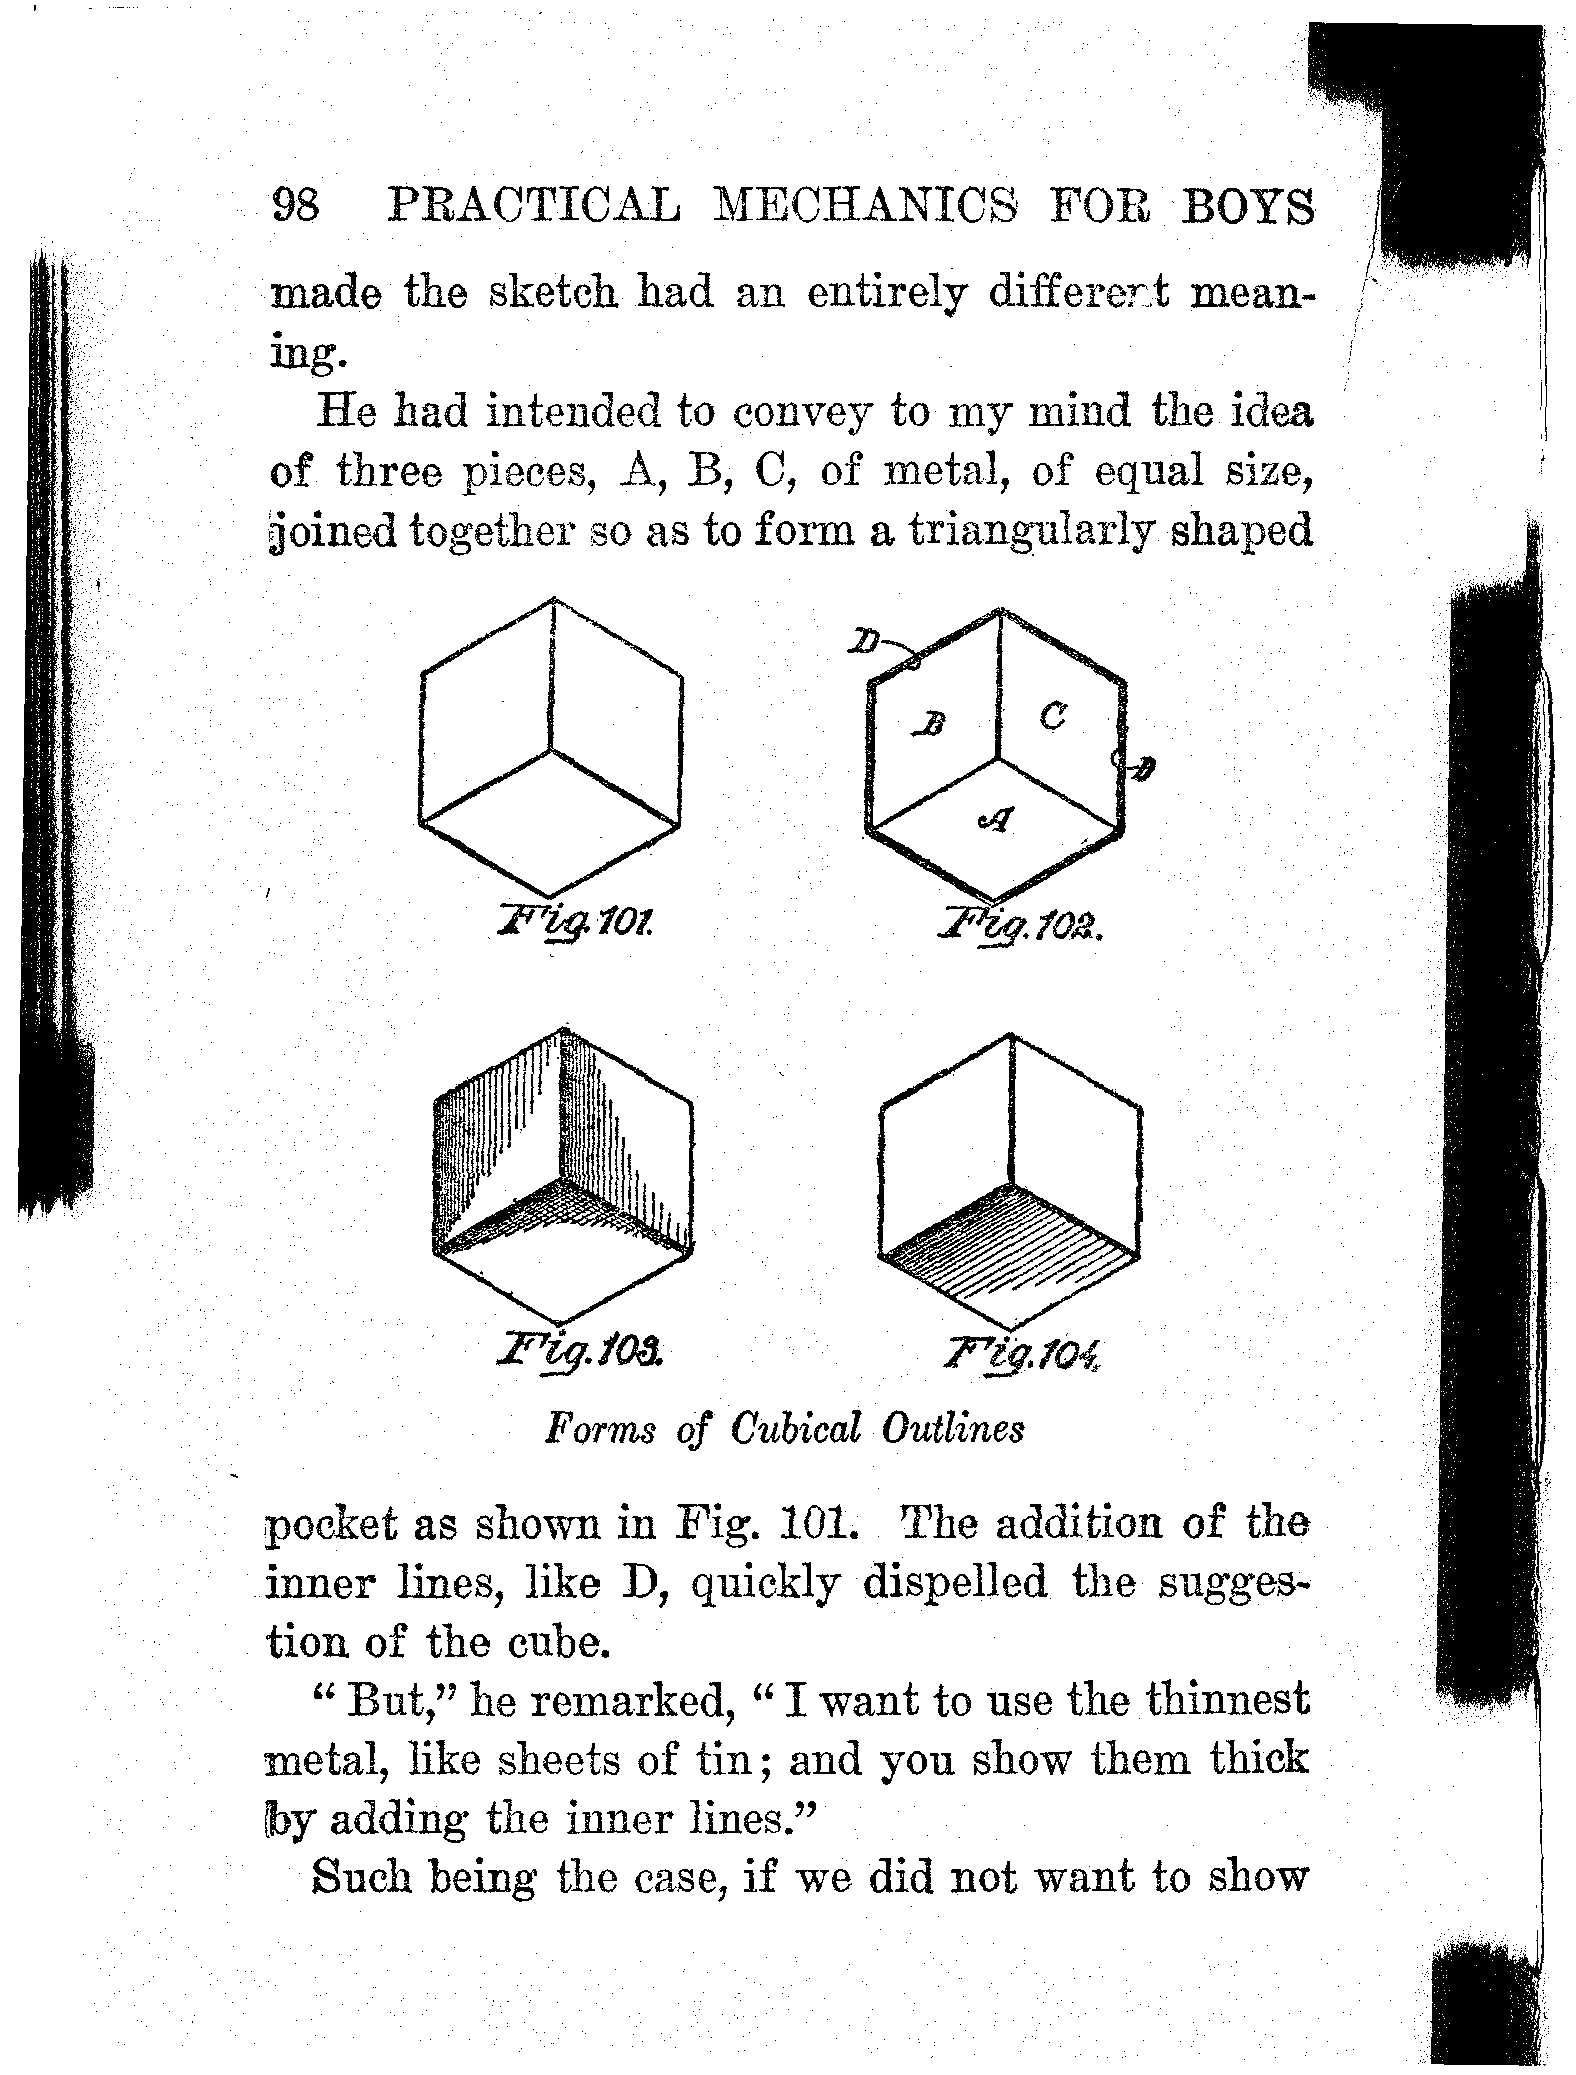 98 PRACTICAL MECHANICS FOR BOYS
made the sketch had an entirely different mean-
ing.
He had intended to convey to my mind the idea
of three pieces, A, B, C, of metal, of equal size,
joined together so as to form a triangularly shaped
D
B
C
D
A
Fig. 101.
Fig. 102.
Fig. 103.
Fig. 104.
Forms of Cubical Outlines
pocket as shown in Fig. 101. The addition of the
inner lines, like D, quickly dispelled the sugges-
tion of the cube.
“ But,” he remarked, “ I want to use the thinnest
metal, like sheets of tin; and you show them thick
by adding the inner lines.”
Such being the case, if we did not want to show